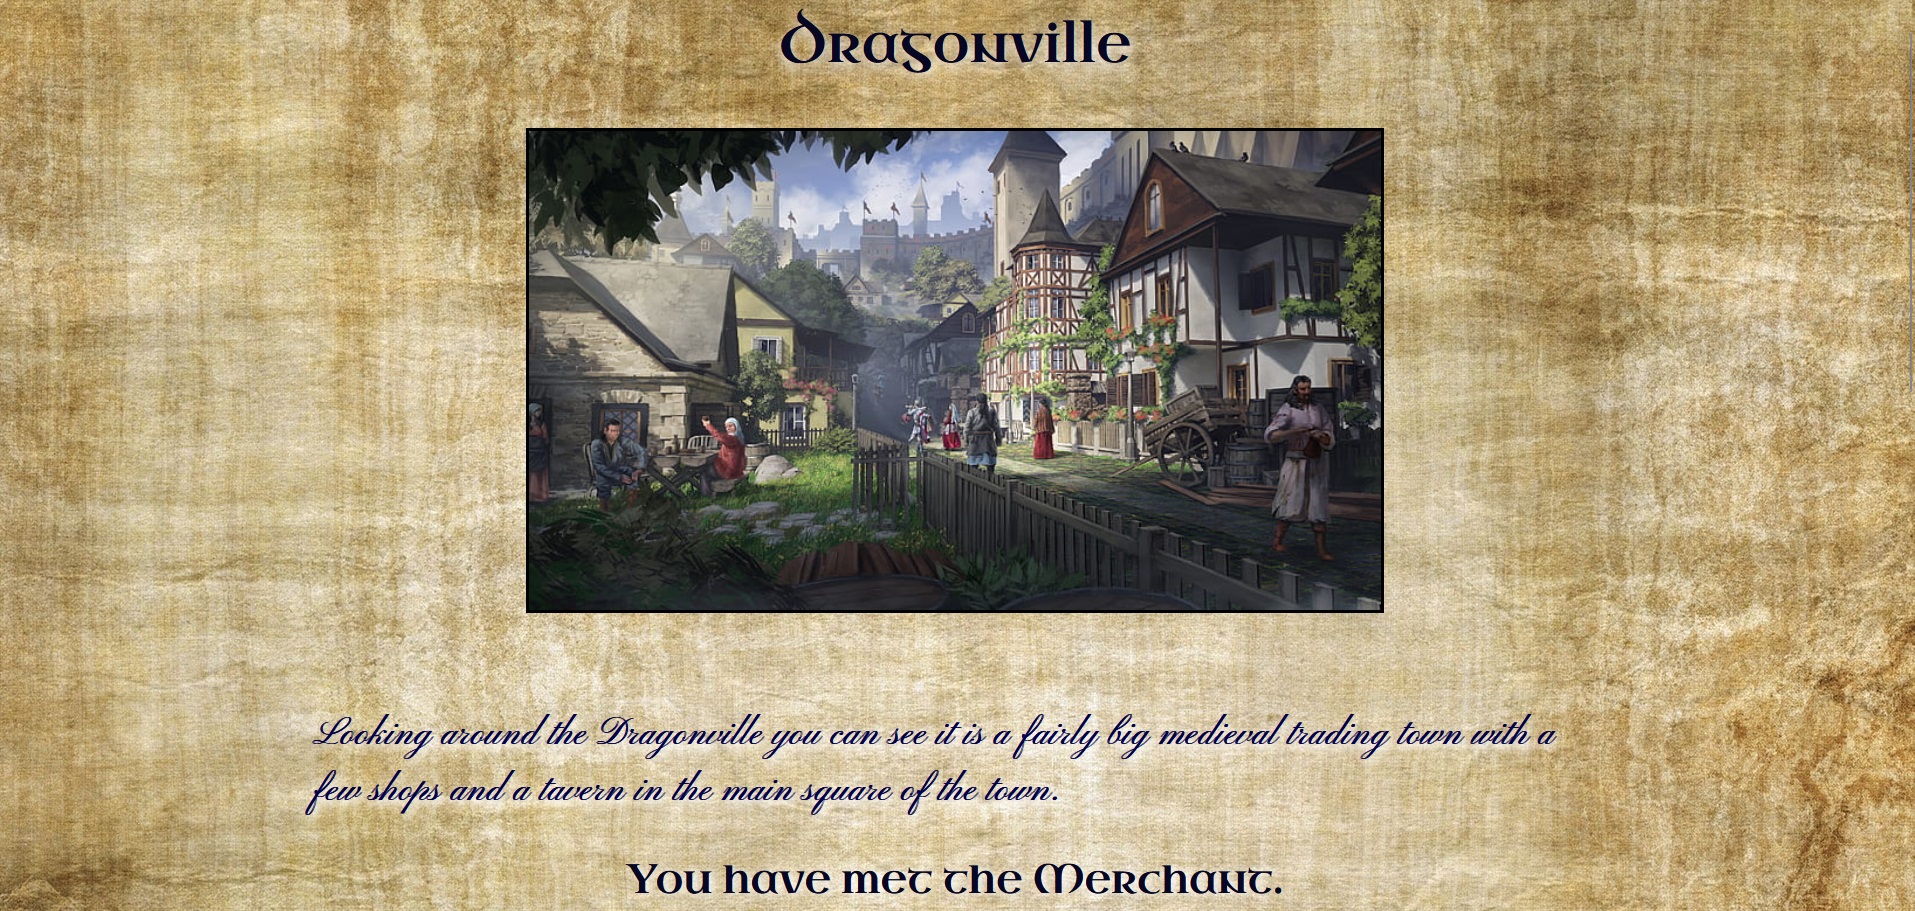 Dragonville
Looking around the Dragonville you can see it is a fairly big medieval trading town with a
few shops and a tavern in the main square of the town.
You have met the Merchant.